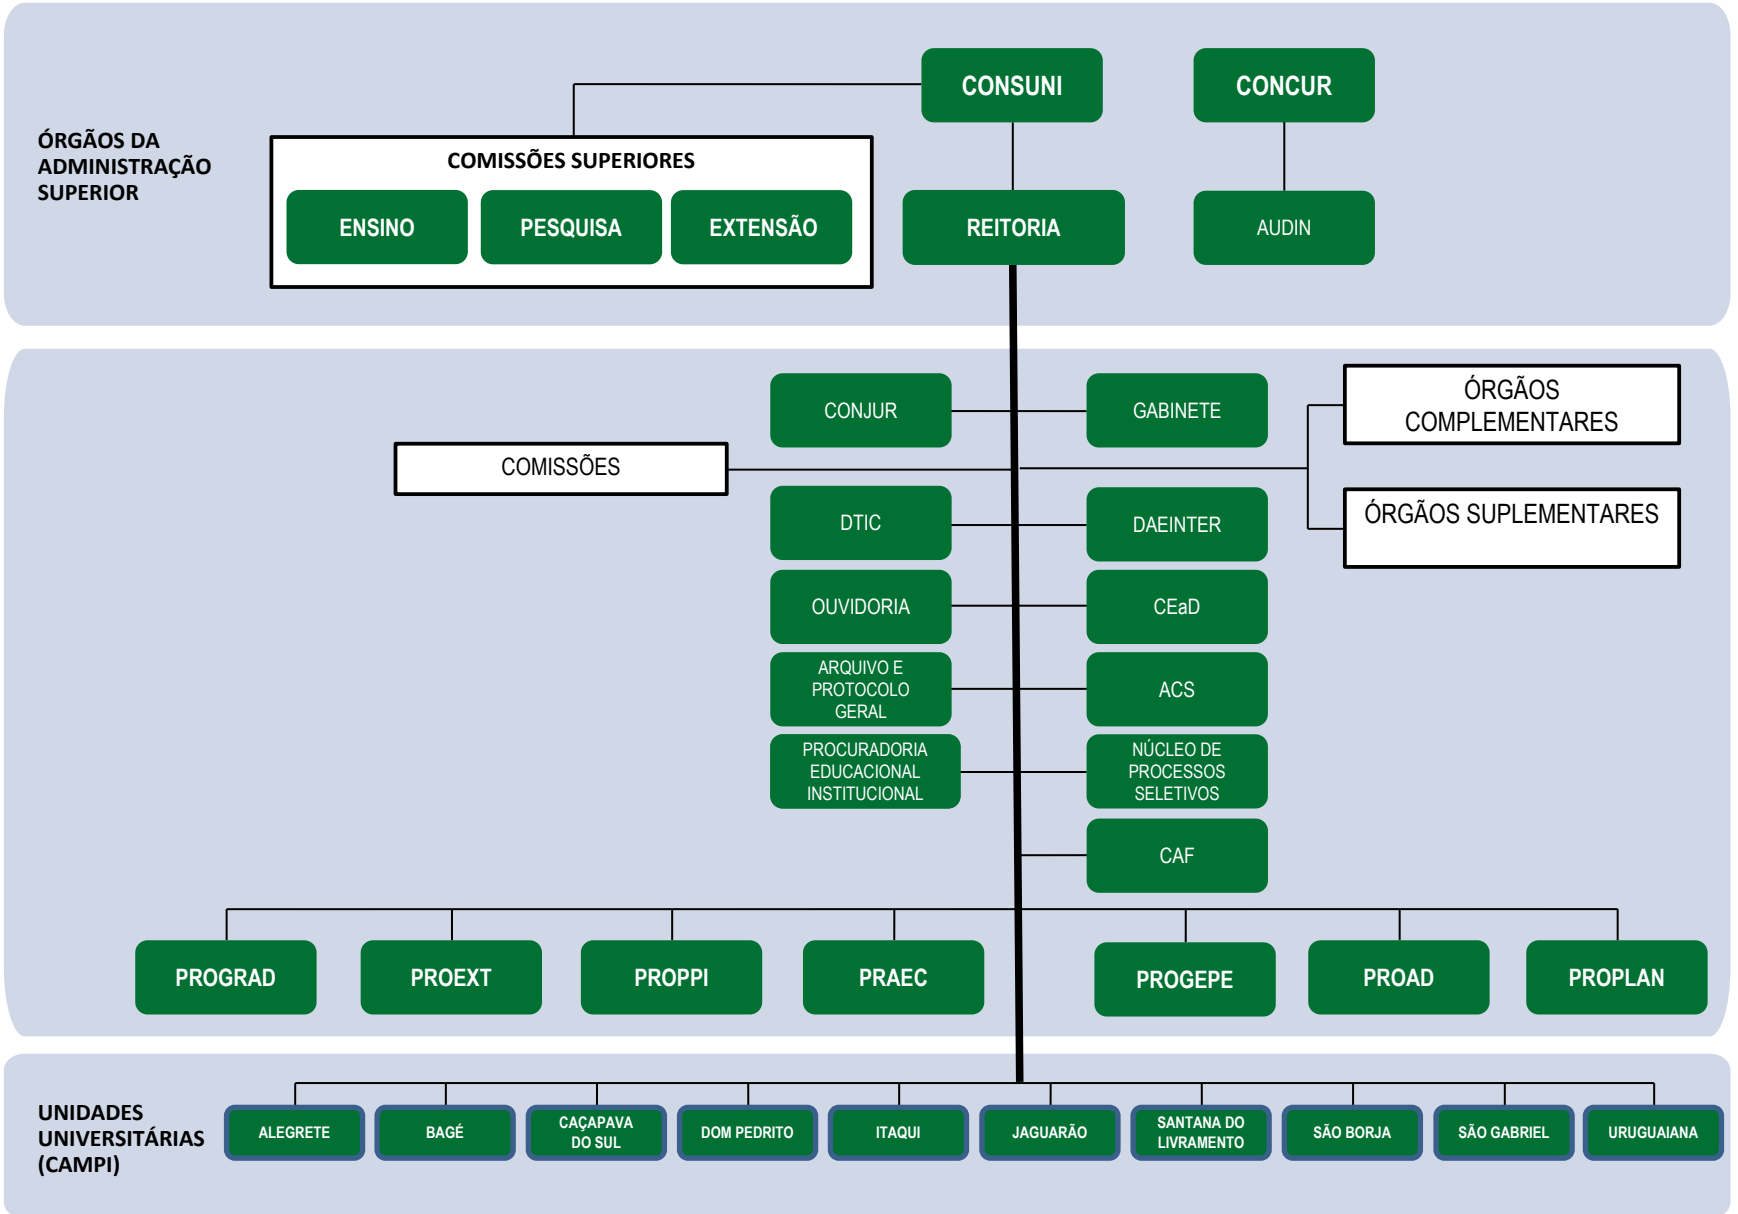 CONSUNI
CONCUR
ÓRGÃOS DA
ADMINISTRAÇÃO
SUPERIOR
COMISSÕES SUPERIORES
ENSINO
PESQUISA
EXTENSÃO
REITORIA
AUDIN
CONJUR
GABINETE
ÓRGÃOS
COMPLEMENTARES
COMISSÕES
ÓRGÃOS SUPLEMENTARES
DTIC
DAEINTER
OUVIDORIA
CEaD
ARQUIVO E
PROTOCOLO
GERAL
ACS
PROCURADORIA
EDUCACIONAL
INSTITUCIONAL
NÚCLEO DE
PROCESSOS
SELETIVOS
CAF
PROGRAD
PROEXT
PROPPI
PRAEC
PROGEPE
PROAD
PROPLAN
UNIDADES
UNIVERSITÁRIAS
(CAMPI)
ALEGRETE
BAGÉ
CAÇAPAVA
DO SUL
DOM PEDRITO
ITAQUI
JAGUARÃO
SANTANA DO
LIVRAMENTO
SÃO BORJA
SÃO GABRIEL
URUGUAIANA